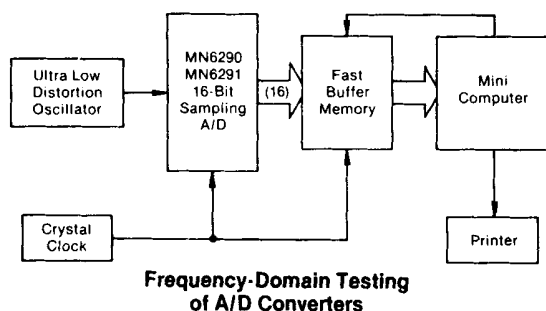 Ultra Low
Distortion
Oscillator
MN6290
MN6291
16-Bit
Sampling
A/D
(16)
Fast
Buffer
Memory
Mini
Computer
Crystal
Clock
Printer
Frequency-Domain Testing
of A/D Converters